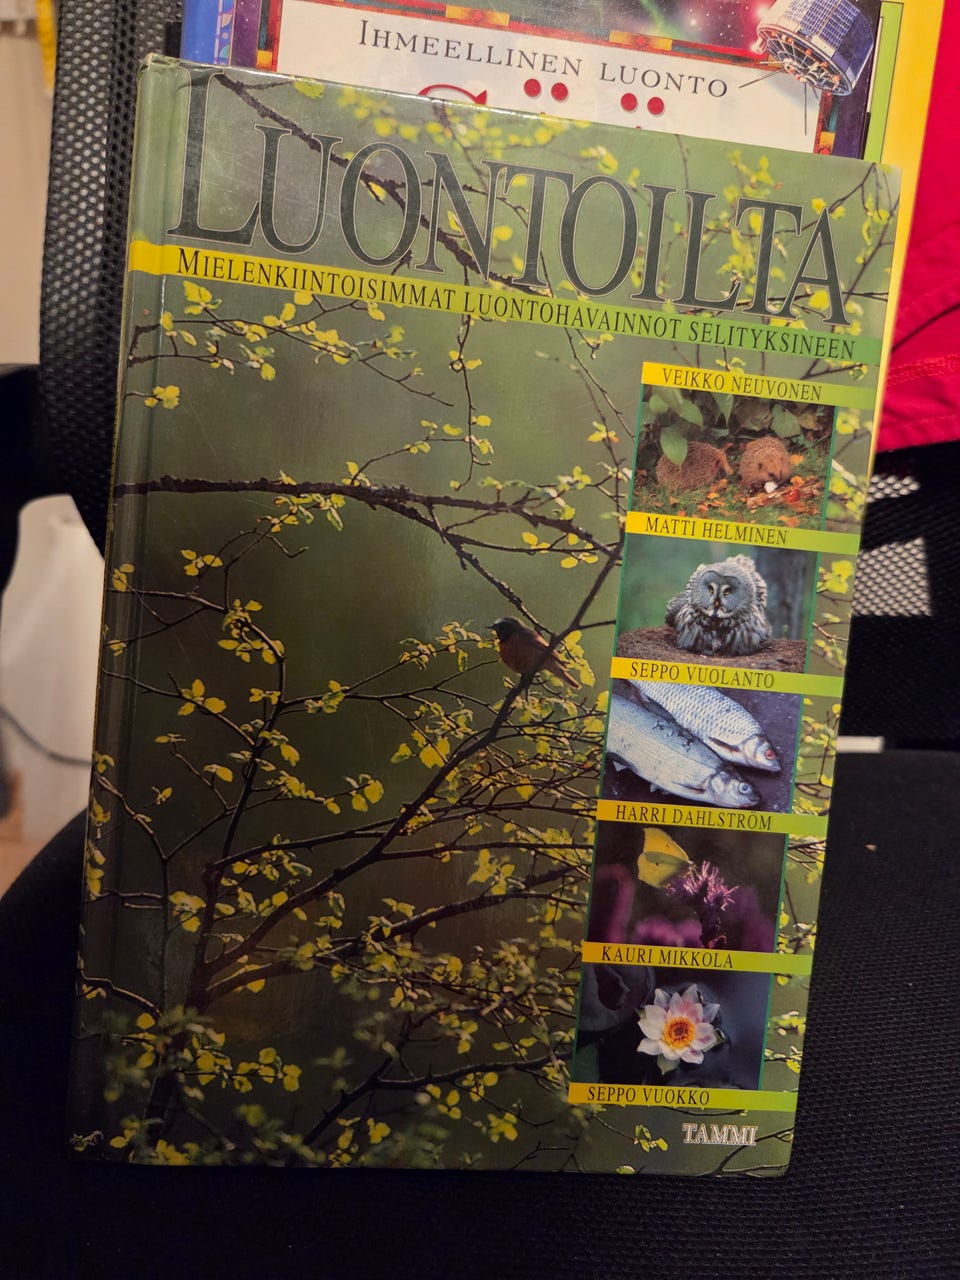 IHMEELLINEN LUONTO
LUONTOILTA
MIELENKIINTOISIMMAT LUONTOHAVAINNOT SELITYKSINEEN
VEIKKO NEUVONEN
MATTI HELMINEN
SEPPO VUOLANTO
HARRI DAHLSTRÖM
KAURI MIKKOLA
SEPPO VUOKKO
TAMMI